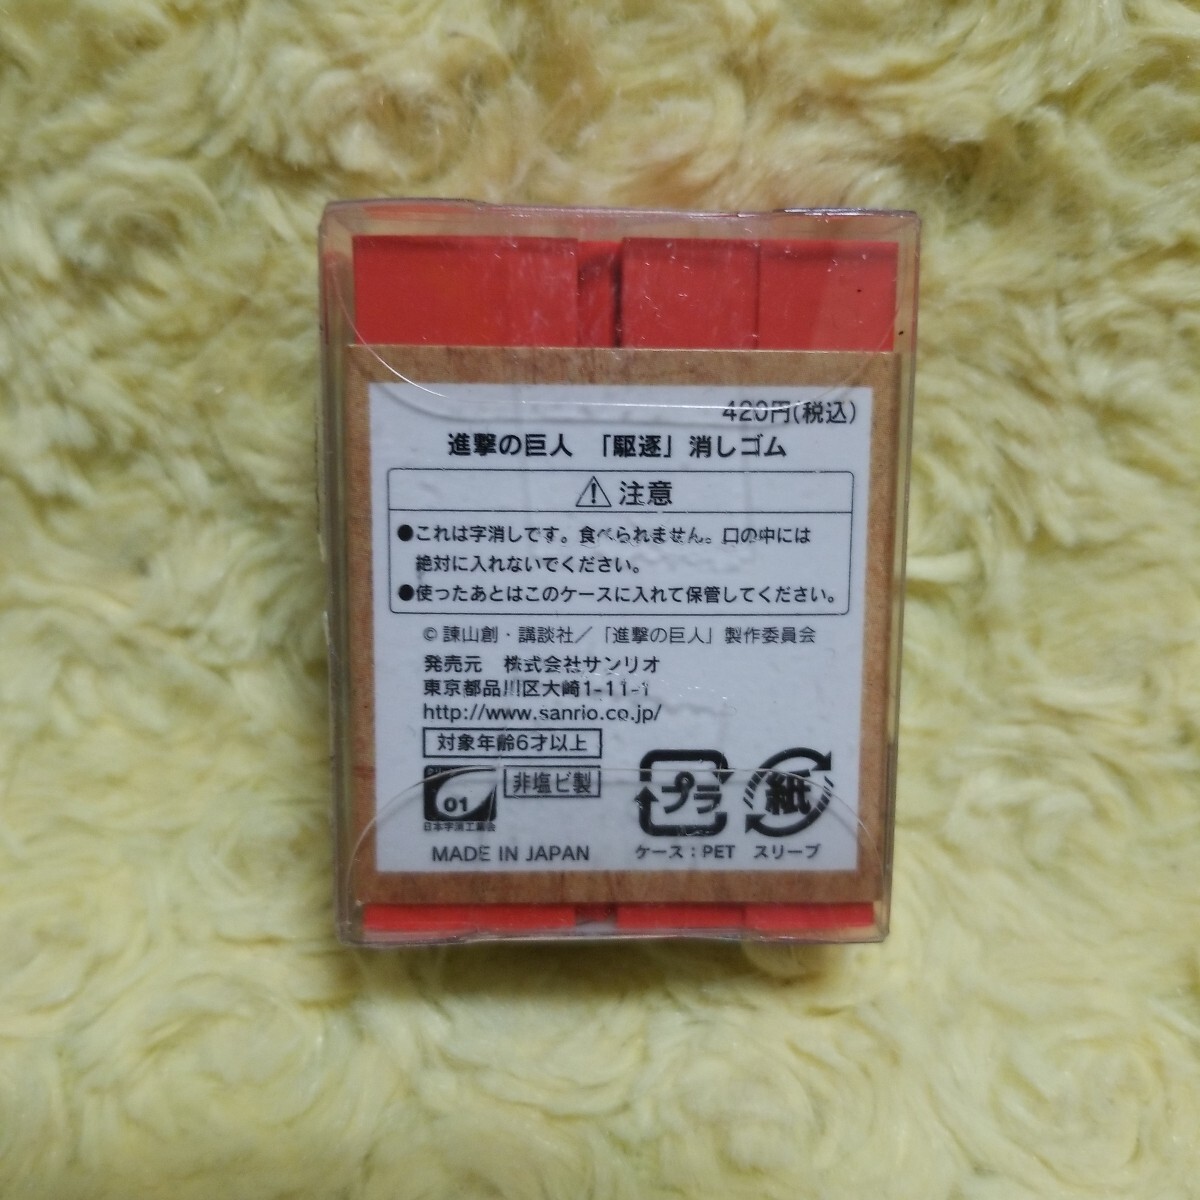 420円(税込)
進撃の巨人 「駆逐」消しゴム
注意
●これは字消しです。食べられません。口の中には
絶対に入れないでください。
●使ったあとはこのケースに入れて保管してください。
© 諫山創・講談社／「進撃の巨人」製作委員会
発売元 株式会社サンリオ
東京都品川区大崎1-11-1
http://www.sanrio.co.jp/
対象年齢6才以上
01
非塩ビ製
日本字消工業会
プラ
紙
MADE IN JAPAN
ケース：PET スリーブ